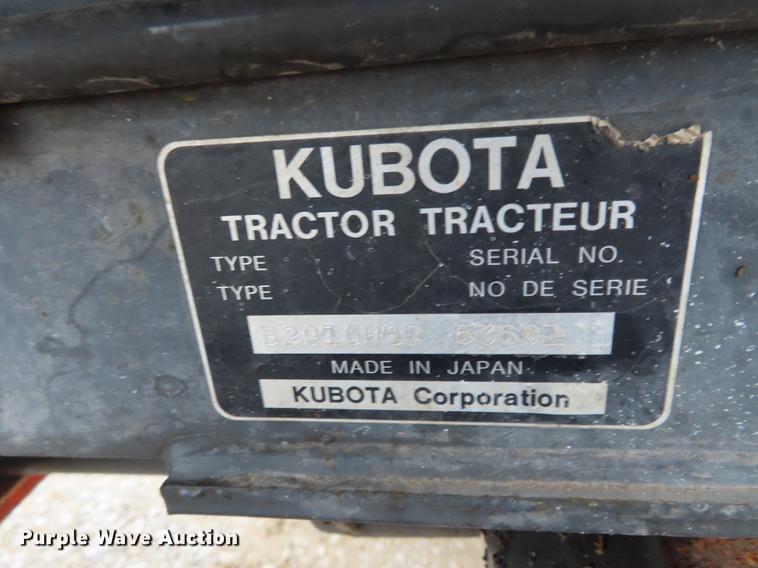 KUBOTA
TRACTOR TRACTEUR
TYPE SERIAL NO.
TYPE NO DE SERIE
MADE IN JAPAN
KUBOTA Corporation
Purple Wave Auction